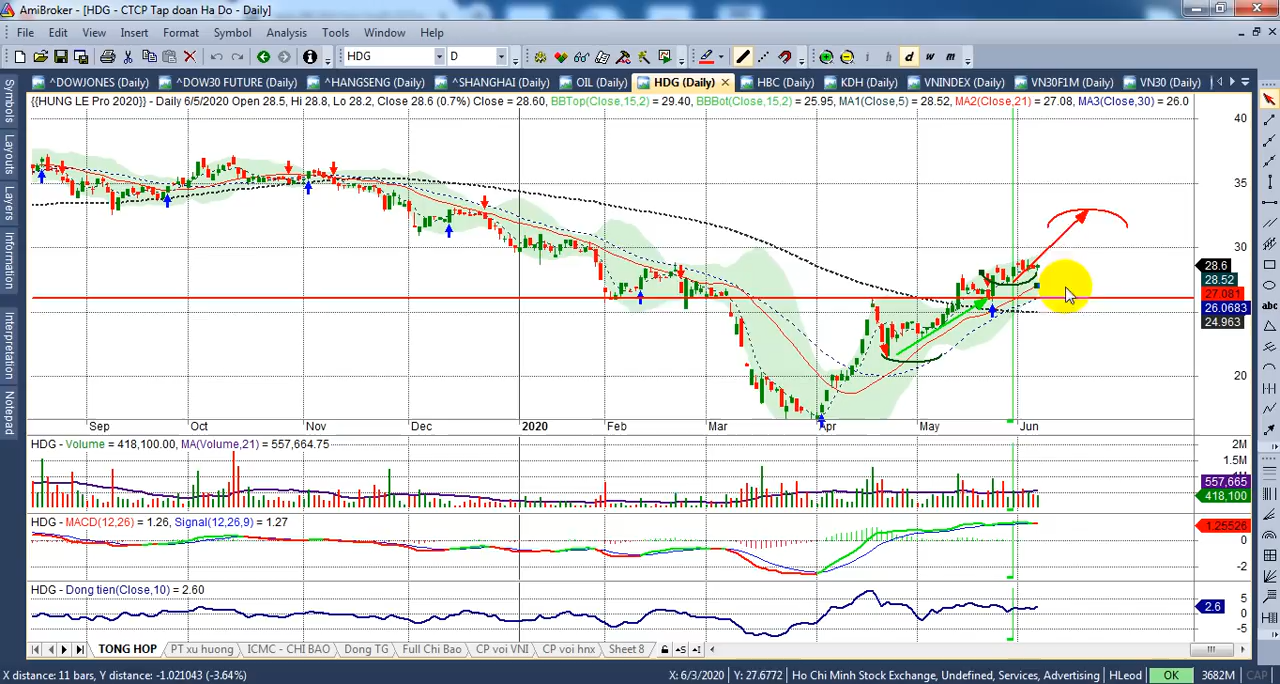 AmiBroker - [HDG - CTCP Tap doan Ha Do - Daily]
File Edit View Insert Format Symbol Analysis Tools Window Help
HDG D d w m
^DOWJONES (Daily) ^DOW30 FUTURE (Daily) ^HANGSENG (Daily) ^SHANGHAI (Daily) OIL (Daily) HDG (Daily) HBC (Daily) KDH (Daily) VNINDEX (Daily) VN30F1M (Daily) VN30 (Daily)
Symbols
Layouts
Layers
Information
Interpretation
Notepad
{{HUNG LE Pro 2020}} - Daily 6/5/2020 Open 28.5, Hi 28.8, Lo 28.2, Close 28.6 (0.7%) Close = 28.60, BBTop(Close,15,2) = 29.40, BBBot(Close,15,2) = 25.95, MA1(Close,5) = 28.52, MA2(Close,21) = 27.08, MA3(Close,30) = 26.0
40
35
30
28.6
28.52
27.081
26.0683
24.963
20
Sep Oct Nov Dec 2020 Feb Mar Apr May Jun
HDG - Volume = 418,100.00, MA(Volume,21) = 557,664.75
2M
1.5M
1M
557,665
418,100
HDG - MACD(12,26) = 1.26, Signal(12,26,9) = 1.27
1.25526
0
-2
HDG - Dong tien(Close,10) = 2.60
5
2.6
0
-5
TONG HOP PT xu huong ICMC - CHI BAO Dong TG Full Chi Bao CP voi VNI CP voi hnx Sheet 8
X distance: 11 bars, Y distance: -1.021043 (-3.64%) X: 6/3/2020 Y: 27.6772 Ho Chi Minh Stock Exchange, Undefined, Services, Advertising HLeod OK 3682M CAP
abc